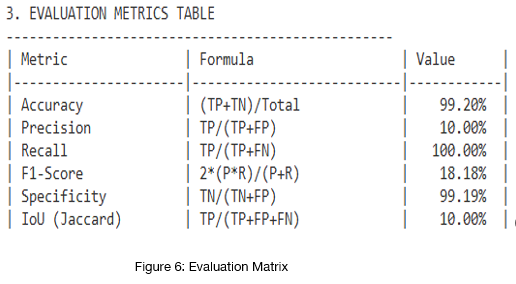 3. EVALUATION METRICS TABLE
--------------------------------------------------
| Metric | Formula | Value |
|----------------------|--------------------------|------------|
| Accuracy | (TP+TN)/Total | 99.20% |
| Precision | TP/(TP+FP) | 10.00% |
| Recall | TP/(TP+FN) | 100.00% |
| F1-Score | 2*(P*R)/(P+R) | 18.18% |
| Specificity | TN/(TN+FP) | 99.19% |
| IoU (Jaccard) | TP/(TP+FP+FN) | 10.00% |
Figure 6: Evaluation Matrix